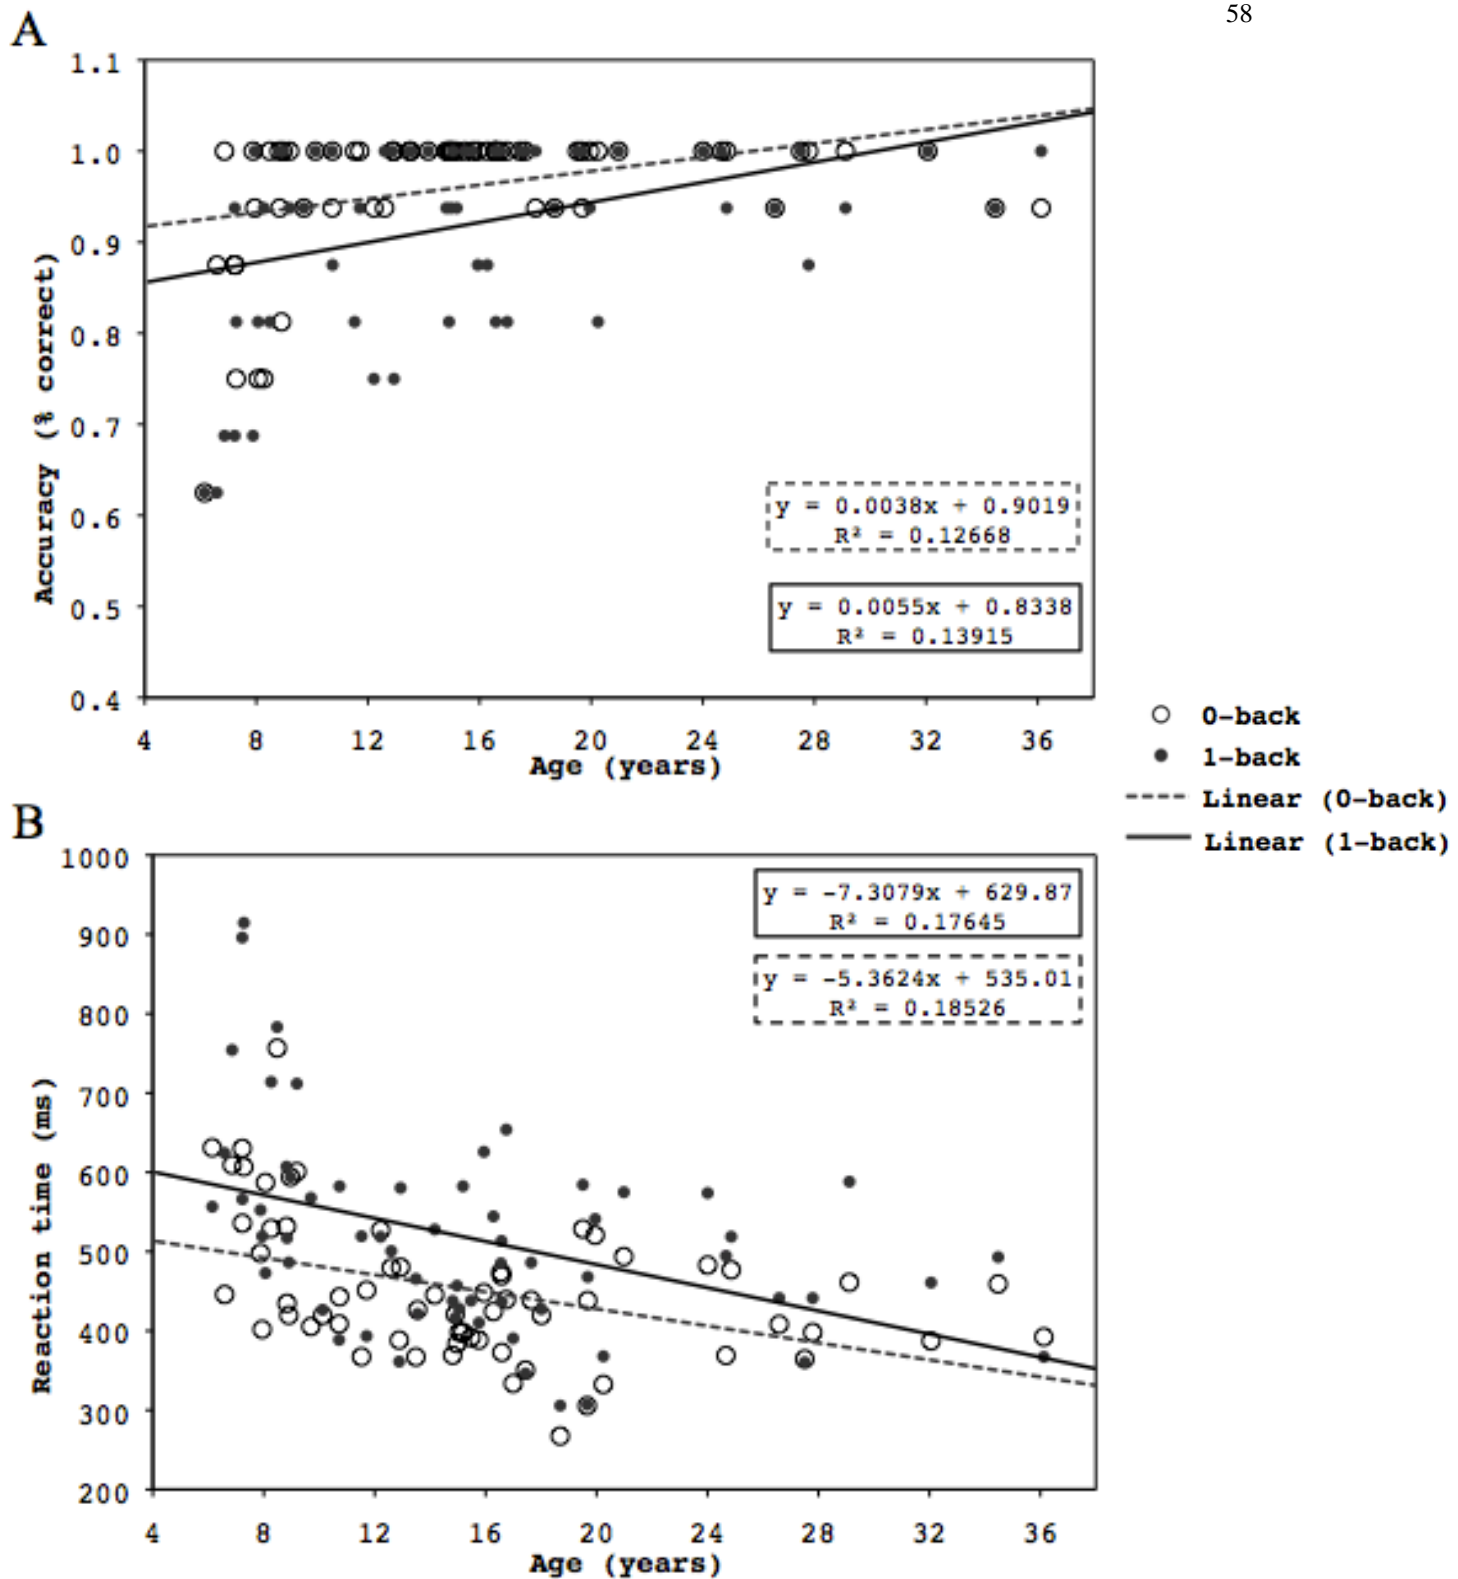 58
A
1.1
1.0
0.9
0.8
0.7
0.6
0.5
0.4
Accuracy (% correct)
y = 0.0038x + 0.9019
R² = 0.12668
y = 0.0055x + 0.8338
R² = 0.13915
4 8 12 16 20 24 28 32 36
Age (years)
0-back
1-back
Linear (0-back)
Linear (1-back)
B
1000
900
800
700
600
500
400
300
200
Reaction time (ms)
y = -7.3079x + 629.87
R² = 0.17645
y = -5.3624x + 535.01
R² = 0.18526
4 8 12 16 20 24 28 32 36
Age (years)